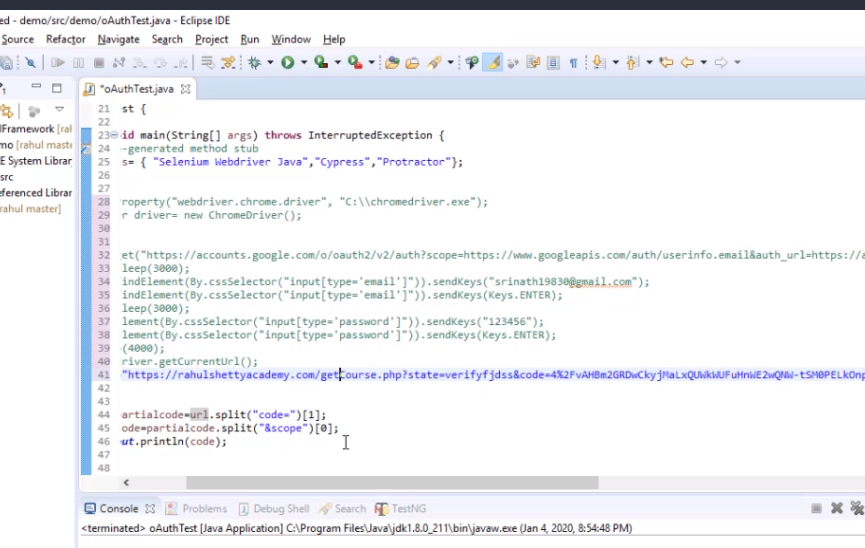 ed - demo/src/demo/oAuthTest.java - Eclipse IDE
Source Refactor Navigate Search Project Run Window Help
*oAuthTest.java
21 st {
22
23 id main(String[] args) throws InterruptedException {
24 -generated method stub
25 s= { "Selenium Webdriver Java","Cypress","Protractor"};
26
27
28 roperty("webdriver.chrome.driver", "C:\\chromedriver.exe");
29 r driver= new ChromeDriver();
30
31
32 et("https://accounts.google.com/o/oauth2/v2/auth?scope=https://www.googleapis.com/auth/userinfo.email&auth_url=https://a
33 leep(3000);
34 indElement(By.cssSelector("input[type='email']")).sendKeys("srinath19830@gmail.com");
35 indElement(By.cssSelector("input[type='email']")).sendKeys(Keys.ENTER);
36 leep(3000);
37 lement(By.cssSelector("input[type='password']")).sendKeys("123456");
38 lement(By.cssSelector("input[type='password']")).sendKeys(Keys.ENTER);
39 (4000);
40 river.getCurrentUrl();
41 "https://rahulshettyacademy.com/getCourse.php?state=verifyfjdss&code=4%2FvAHBm2GRDwCkyjMaLxQUWkWUFuHnWE2wQNW-tSM0PELkOnp
43
44 artialcode=url.split("code=")[1];
45 ode=partialcode.split("&scope")[0];
46 ut.println(code);
47
48
lFramework [rah
mo [rahul maste
E System Library
src
eferenced Librar
rahul master]
Console Problems Debug Shell Search TestNG
<terminated> oAuthTest [Java Application] C:\Program Files\Java\jdk1.8.0_211\bin\javaw.exe (Jan 4, 2020, 8:54:48 PM)